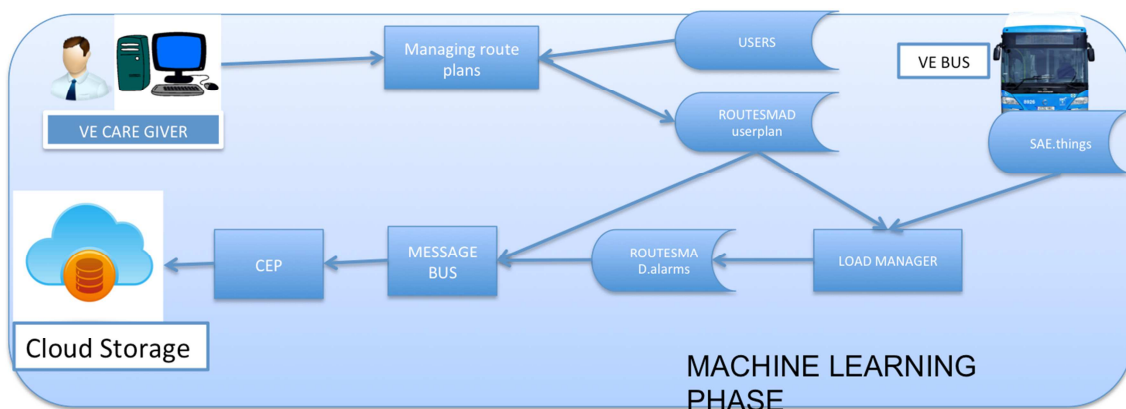 Managing route
plans
USERS
VE BUS
VE CARE GIVER
ROUTESMAD
userplan
SAE.things
CEP
MESSAGE
BUS
ROUTESMA
D.alarms
LOAD MANAGER
Cloud Storage
MACHINE LEARNING
PHASE